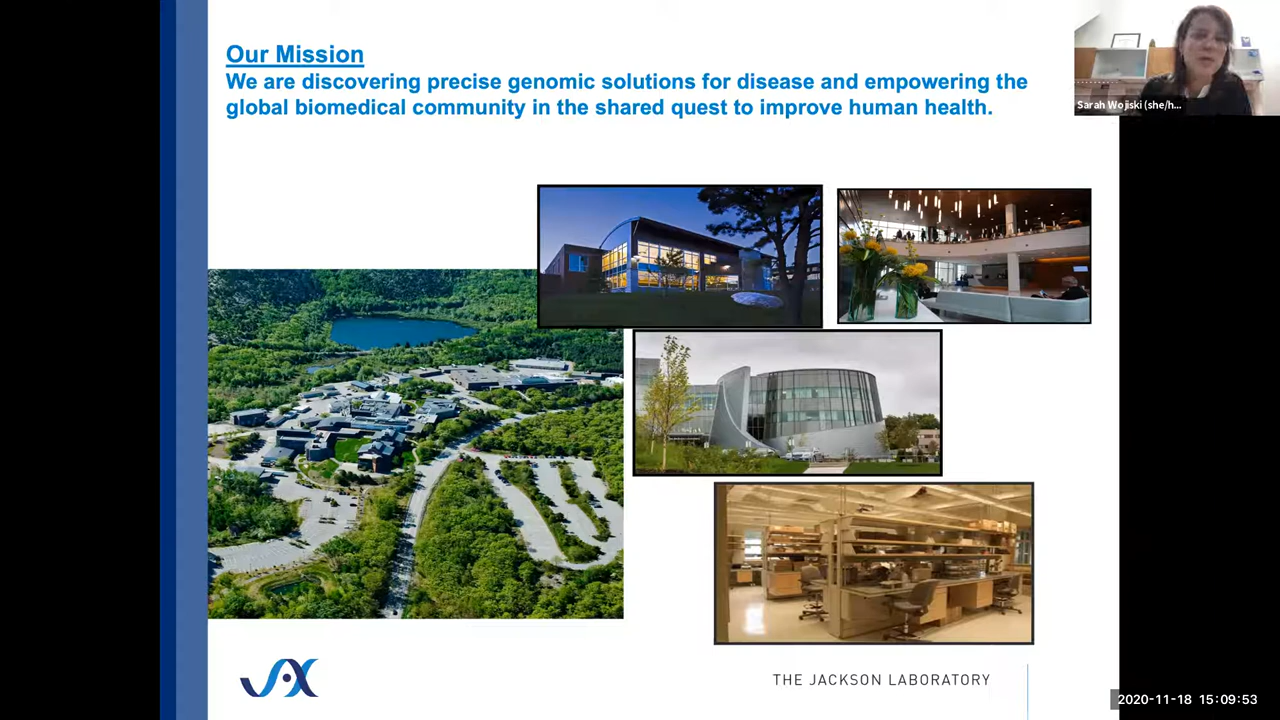 Our Mission
We are discovering precise genomic solutions for disease and empowering the
global biomedical community in the shared quest to improve human health.
Sarah Wojiski (she/h...
JAX
THE JACKSON LABORATORY
2020-11-18 15:09:53